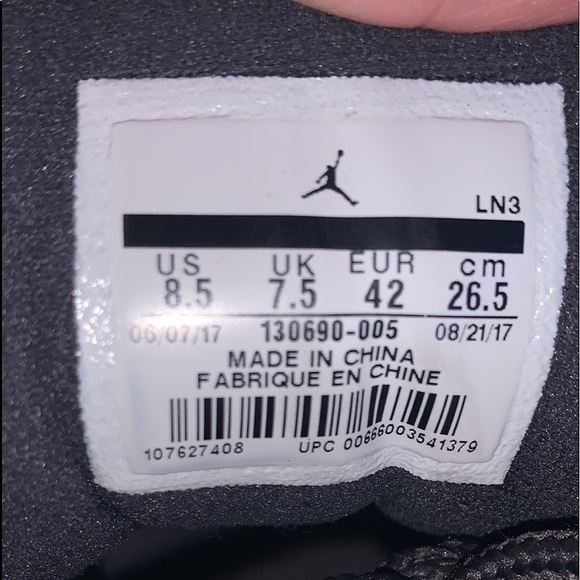 LN3
US UK EUR cm
8.5 7.5 42 26.5
06/07/17 130690-005 08/21/17
MADE IN CHINA
FABRIQUE EN CHINE
107627408 UPC 00666003541379